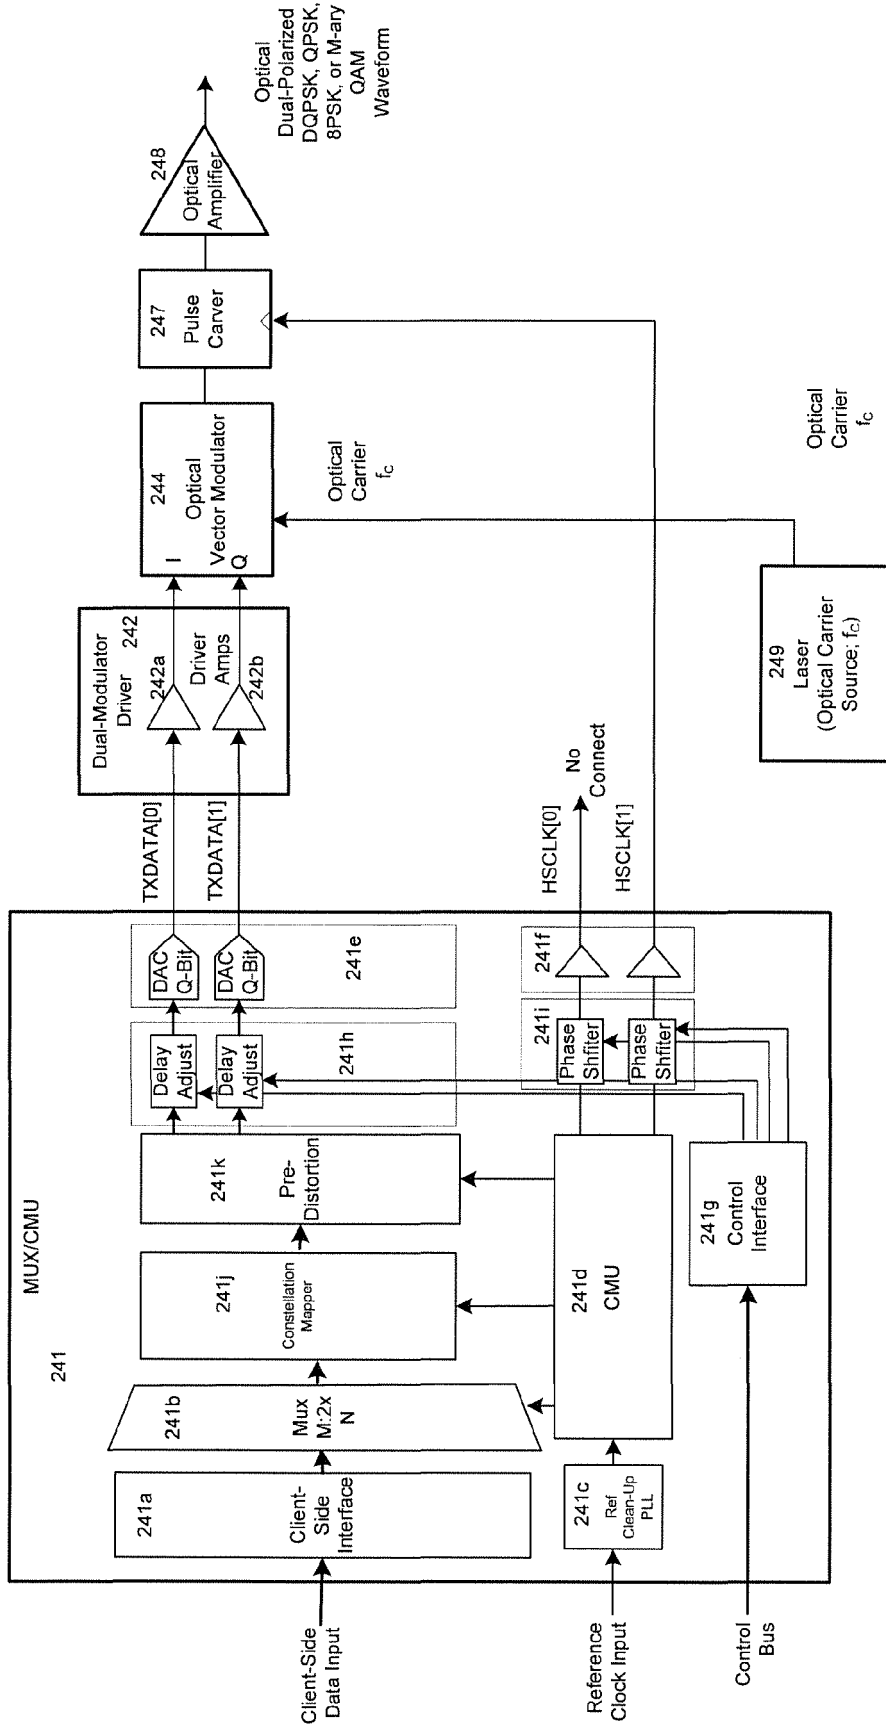 MUX/CMU
241
Client-Side
Data Input
241a
Client-
Side
Interface
241b
Mux
M:2x
N
241j
Constellation
Mapper
241k
Pre-
Distortion
Delay
Adjust
Delay
Adjust
241h
DAC
Q-Bit
DAC
Q-Bit
241e
TXDATA[0]
TXDATA[1]
Dual-Modulator
Driver
242
242a
Driver
Amps
242b
244
I
Optical
Vector Modulator
Q
247
Pulse
Carver
248
Optical
Amplifier
Optical
Dual-Polarized
DQPSK, QPSK,
8PSK, or M-ary
QAM
Waveform
Optical
Carrier
fC
Reference
Clock Input
241c
Ref
Clean-Up
PLL
241d
CMU
241i
Phase
Shfiter
Phase
Shfiter
241f
HSCLK[0]
No
Connect
HSCLK[1]
Control
Bus
241g
Control
Interface
249
Laser
(Optical Carrier
Source; fC)
Optical
Carrier
fC